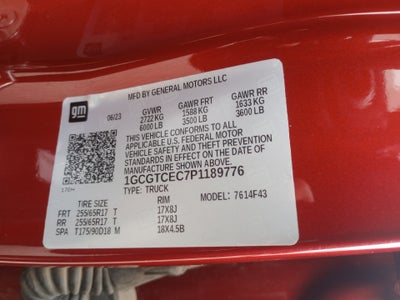 gm
MFD BY GENERAL MOTORS LLC
06/23 GVWR GAWR FRT GAWR RR
2722 KG 1588 KG 1633 KG
6000 LB 3500 LB 3600 LB
THIS VEHICLE CONFORMS TO ALL
APPLICABLE U.S. FEDERAL MOTOR
VEHICLE SAFETY AND THEFT PREVENTION
STANDARDS IN EFFECT ON THE DATE OF
MANUFACTURE SHOWN ABOVE.
1GCGTCEC7P1189776
TYPE: TRUCK
MODEL: 7614F43
TIRE SIZE RIM
FRT 255/65R17 T 17X8J
RR 255/65R17 T 17X8J
SPA T175/90D18 M 18X4.5B